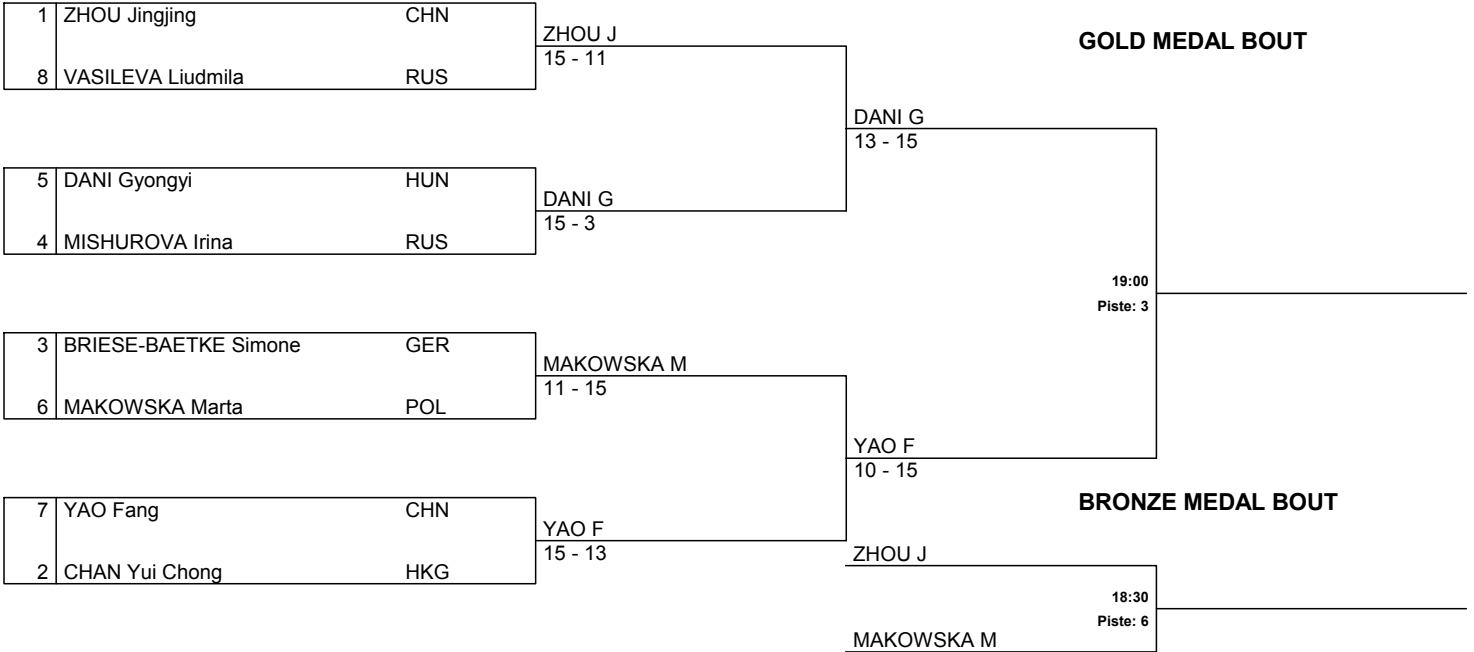 1 ZHOU Jingjing CHN
ZHOU J
GOLD MEDAL BOUT
15 - 11
8 VASILEVA Liudmila RUS
DANI G
13 - 15
5 DANI Gyongyi HUN
DANI G
15 - 3
4 MISHUROVA Irina RUS
19:00
Piste: 3
3 BRIESE-BAETKE Simone GER
MAKOWSKA M
11 - 15
6 MAKOWSKA Marta POL
YAO F
10 - 15
7 YAO Fang CHN
BRONZE MEDAL BOUT
YAO F
15 - 13
ZHOU J
2 CHAN Yui Chong HKG
18:30
Piste: 6
MAKOWSKA M